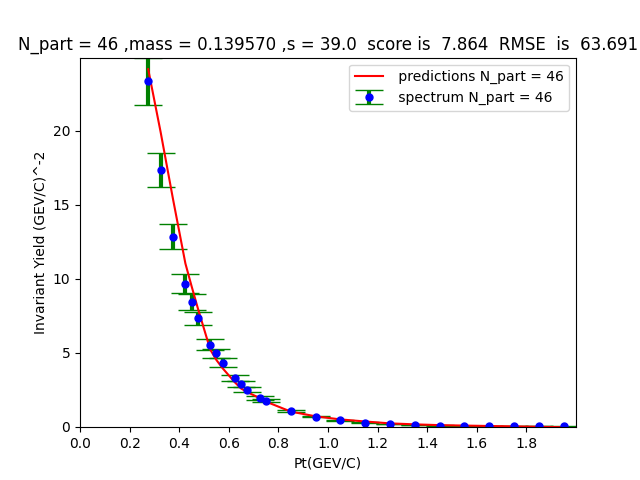 N_part = 46 ,mass = 0.139570 ,s = 39.0  score is  7.864  RMSE  is  63.691
predictions N_part = 46
spectrum N_part = 46
Invariant Yield (GEV/C)^-2
20
15
10
5
0
0.0 0.2 0.4 0.6 0.8 1.0 1.2 1.4 1.6 1.8
Pt(GEV/C)